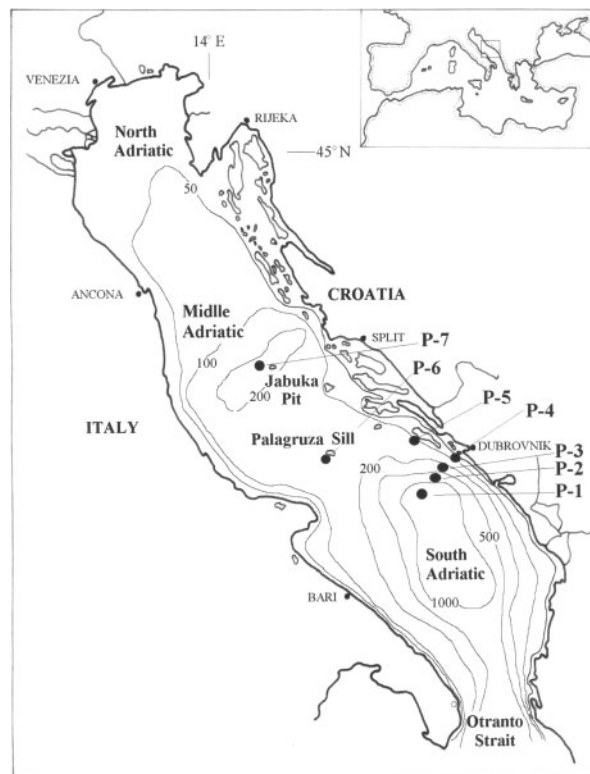 14° E
VENEZIA
RIJEKA
North
Adriatic
45° N
50
ANCONA
CROATIA
Midlle
Adriatic
SPLIT
P-7
100
P-6
Jabuka
Pit
200
P-5
ITALY
P-4
Palagruza Sill
DUBROVNIK
P-3
200
P-2
P-1
500
South
Adriatic
1000
BARI
Otranto
Strait